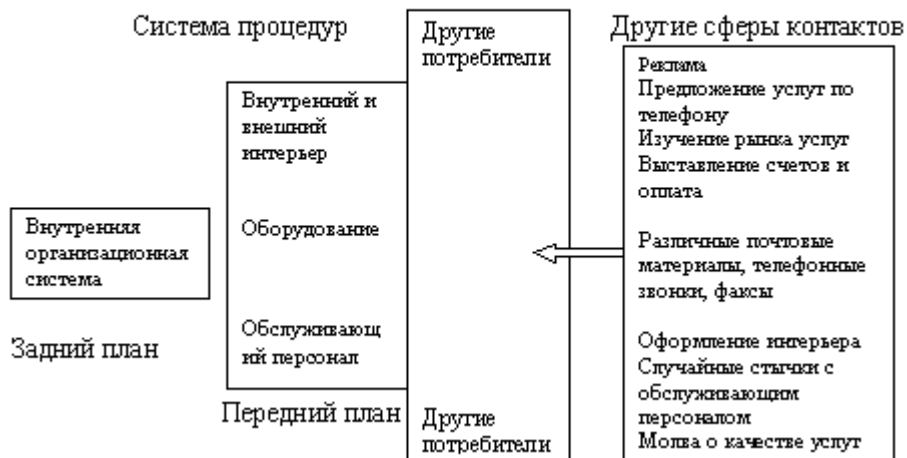 Система процедур
Другие
потребители
Другие сферы контактов
Внутренняя
организационная
система
Задний план
Внутренний и
внешний
интерьер
Оборудование
Обслуживающ
ий персонал
Передний план
Другие
потребители
Реклама
Предложение услуг по
телефону
Изучение рынка услуг
Выставление счетов и
оплата
Различные почтовые
материалы, телефонные
звонки, факсы
Оформление интерьера
Случайные стычки с
обслуживающим
персоналом
Молва о качестве услуг